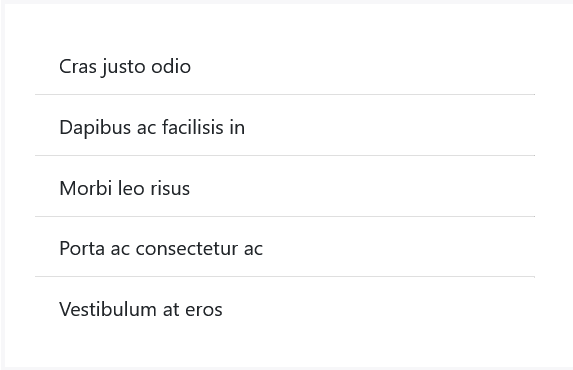 Cras justo odio
Dapibus ac facilisis in
Morbi leo risus
Porta ac consectetur ac
Vestibulum at eros